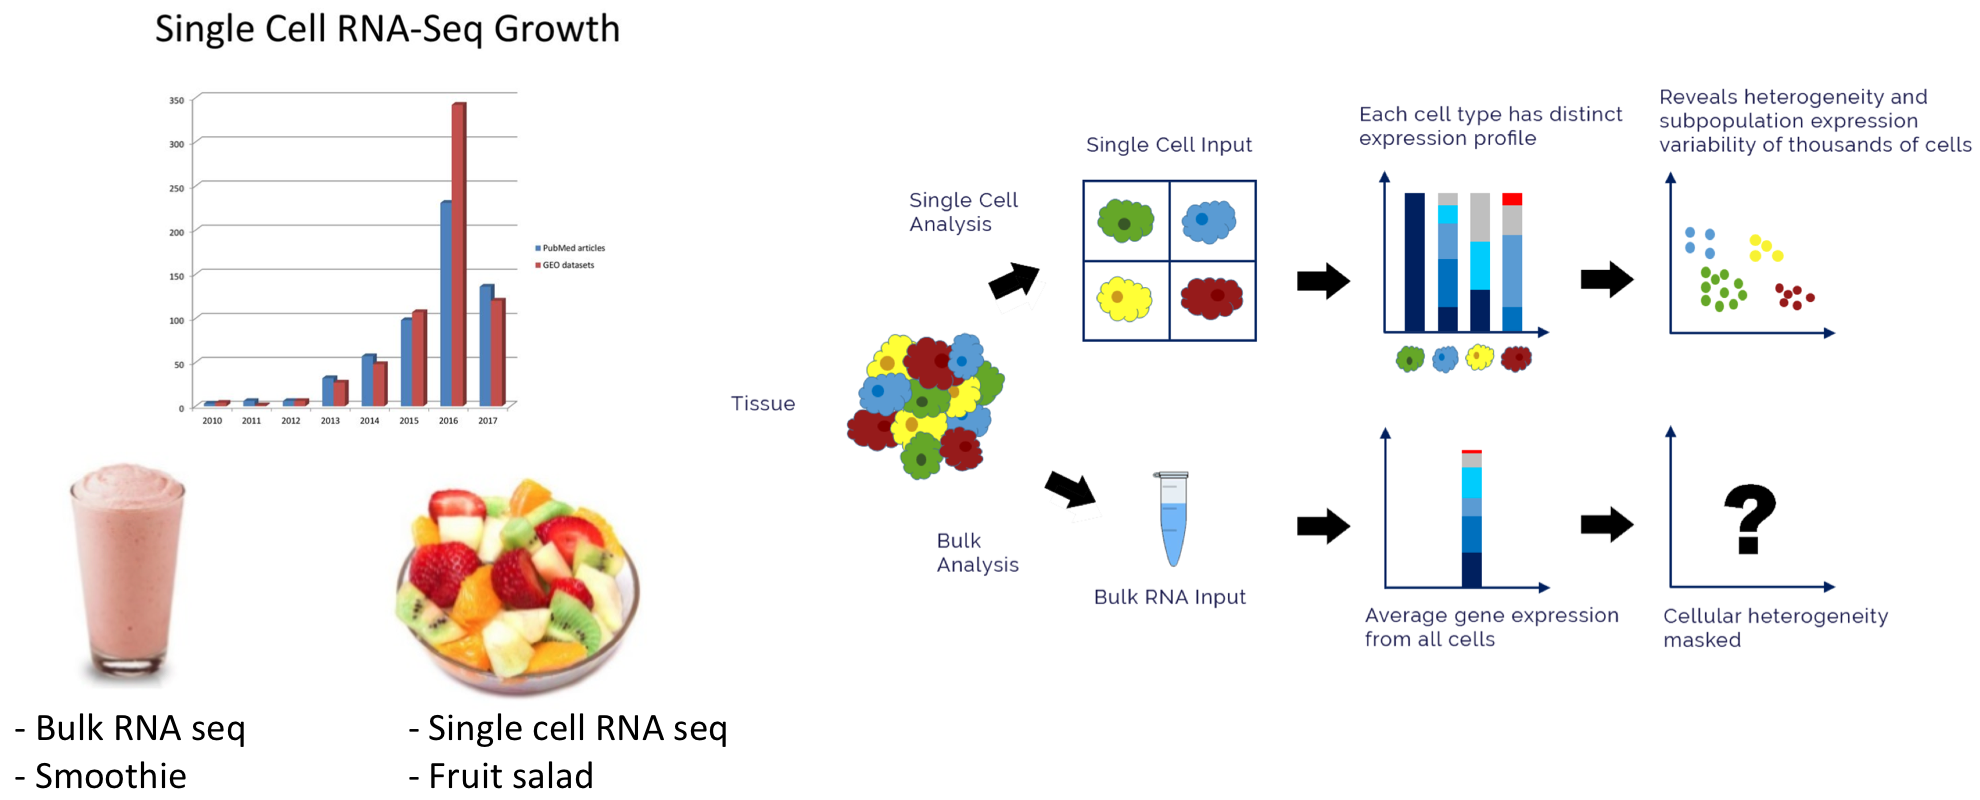 Single Cell RNA-Seq Growth
350
300
250
200
150
100
50
0
2010 2011 2012 2013 2014 2015 2016 2017
PubMed articles
GEO datasets
- Bulk RNA seq
- Smoothie
- Single cell RNA seq
- Fruit salad
Tissue
Single Cell
Analysis
Single Cell Input
Each cell type has distinct
expression profile
Reveals heterogeneity and
subpopulation expression
variability of thousands of cells
Bulk
Analysis
Bulk RNA Input
Average gene expression
from all cells
?
Cellular heterogeneity
masked